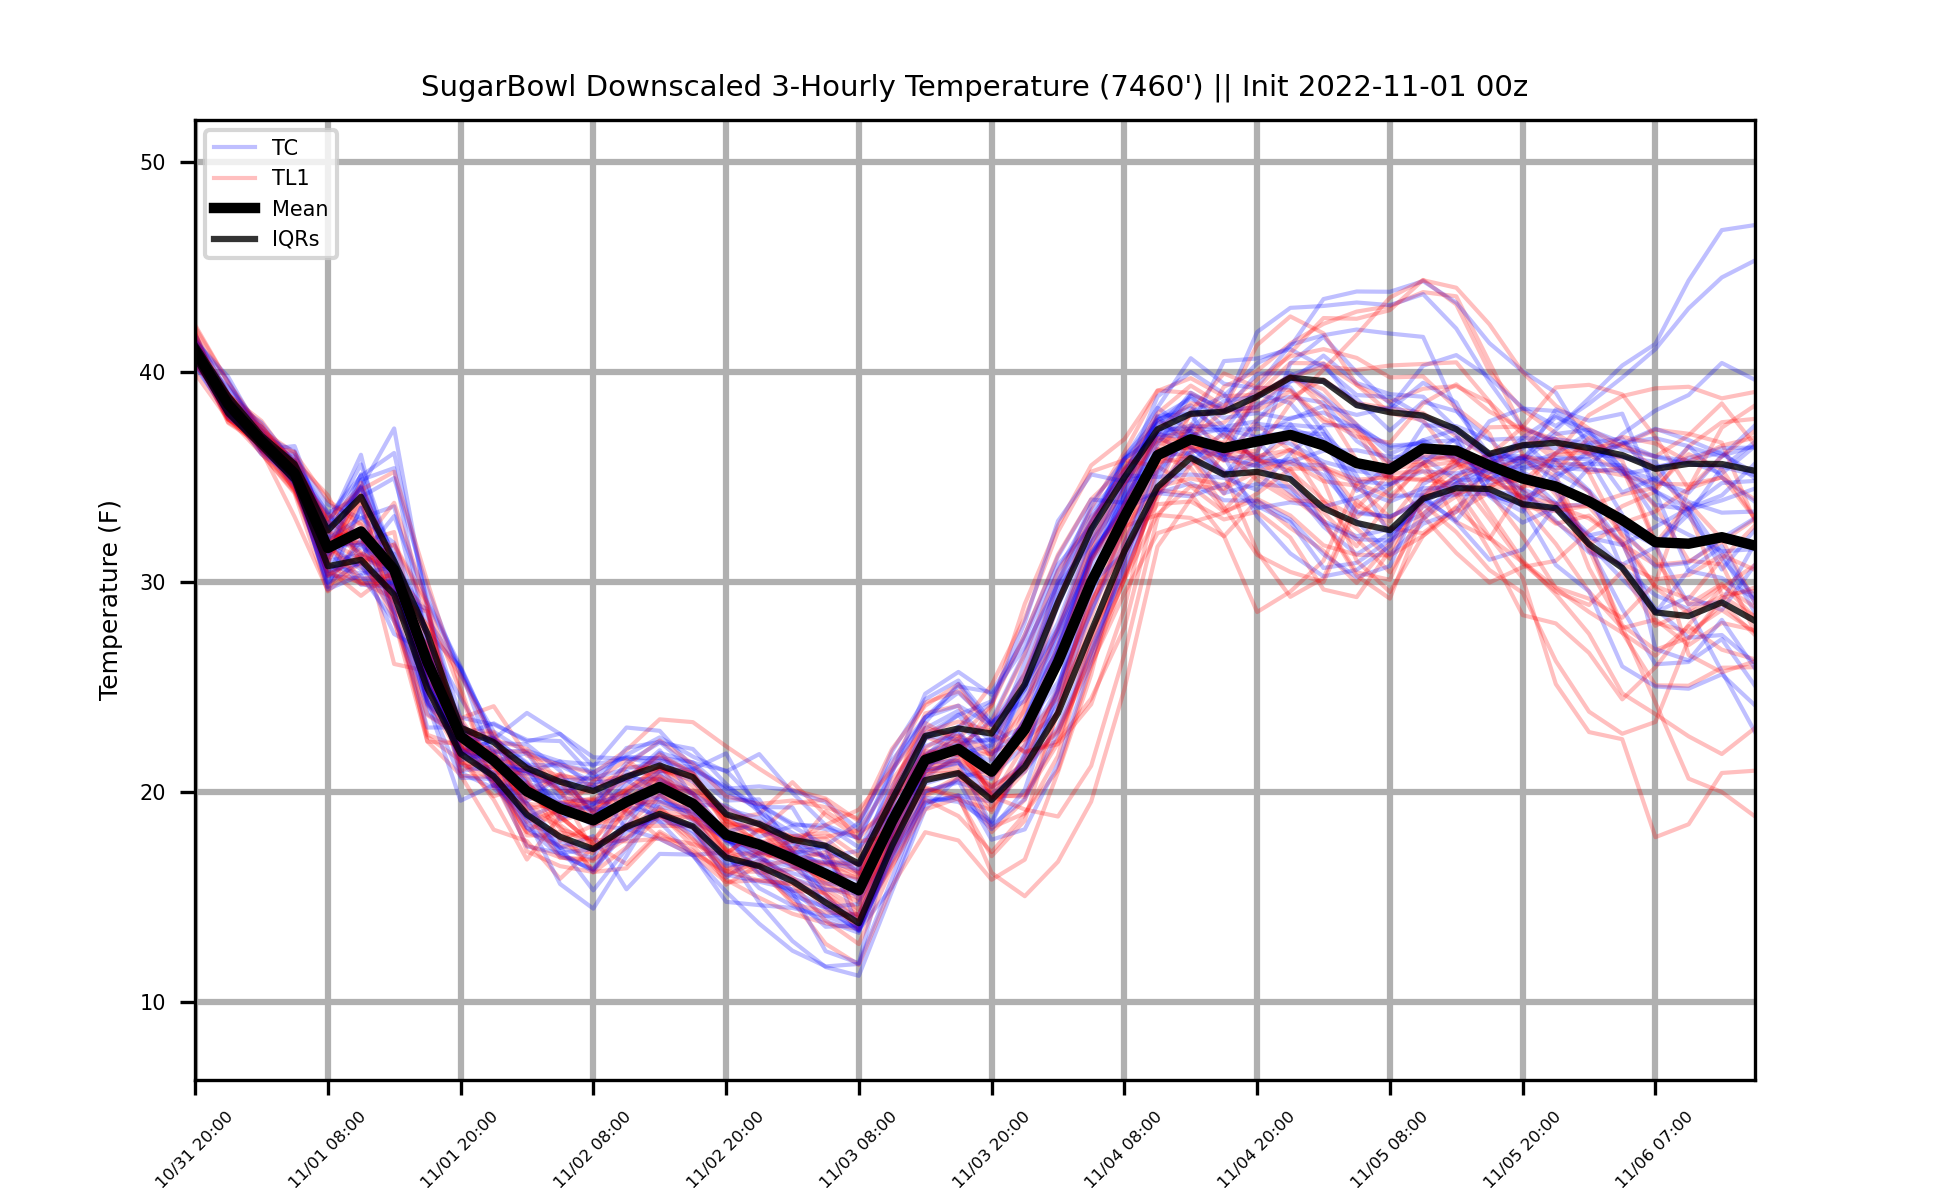 SugarBowl Downscaled 3-Hourly Temperature (7460') || Init 2022-11-01 00z
TC
TL1
Mean
IQRs
Temperature (F)
50
40
30
20
10
10/31 20:00
11/01 08:00
11/01 20:00
11/02 08:00
11/02 20:00
11/03 08:00
11/03 20:00
11/04 08:00
11/04 20:00
11/05 08:00
11/05 20:00
11/06 07:00